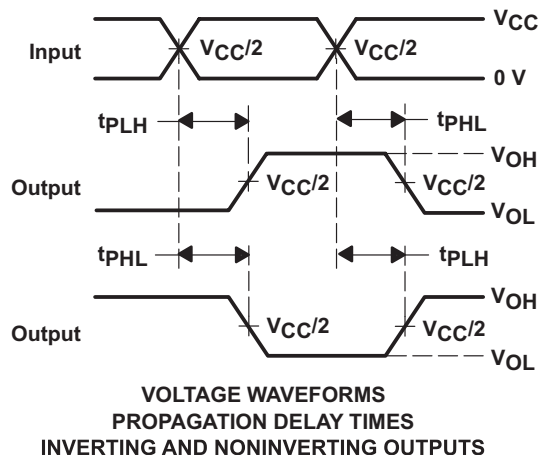 VCC
Input VCC/2 VCC/2
0 V
tPLH tPHL
VOH
Output VCC/2 VCC/2
VOL
tPHL tPLH
VOH
Output VCC/2 VCC/2
VOL
VOLTAGE WAVEFORMS
PROPAGATION DELAY TIMES
INVERTING AND NONINVERTING OUTPUTS